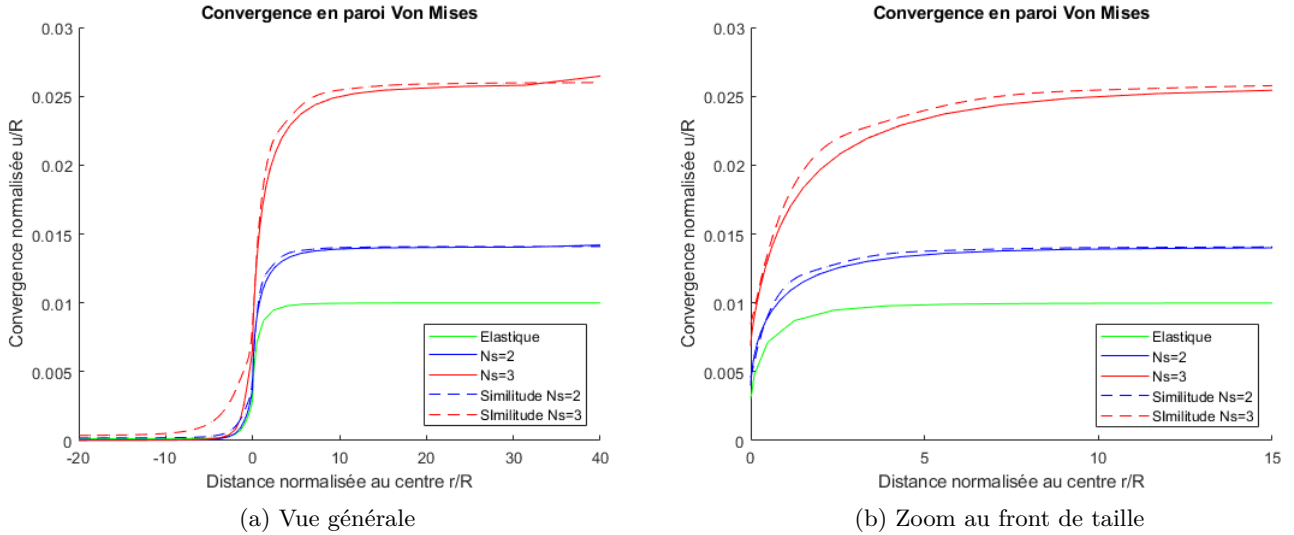 Convergence en paroi Von Mises
0.03
0.025
0.02
0.015
0.01
0.005
0
Convergence normalisée u/R
-20
-10
0
10
20
30
40
Distance normalisée au centre r/R
Elastique
Ns=2
Ns=3
Similitude Ns=2
SImilitude Ns=3
(a) Vue générale
Convergence en paroi Von Mises
0.03
0.025
0.02
0.015
0.01
0.005
0
Convergence normalisée u/R
0
5
10
15
Distance normalisée au centre r/R
Elastique
Ns=2
Ns=3
Similitude Ns=2
SImilitude Ns=3
(b) Zoom au front de taille